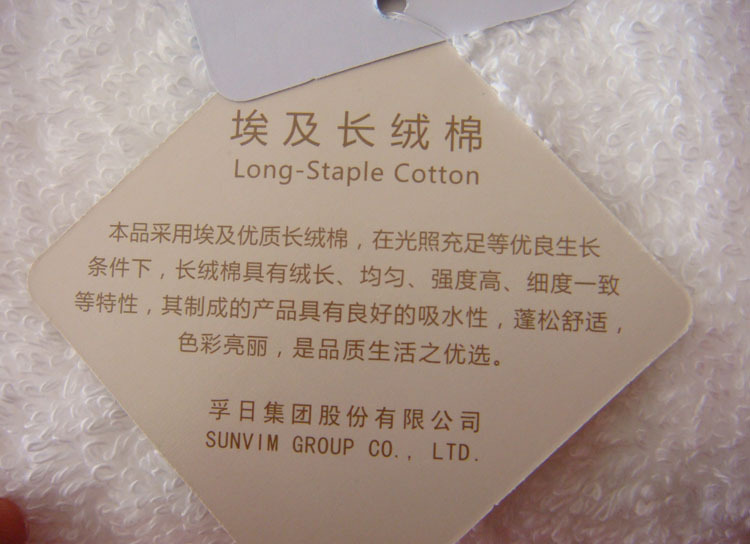 埃及长绒棉
Long-Staple Cotton
本品采用埃及优质长绒棉，在光照充足等优良生长
条件下，长绒棉具有绒长、均匀、强度高、细度一致
等特性，其制成的产品具有良好的吸水性，蓬松舒适，
色彩亮丽，是品质生活之优选。
孚日集团股份有限公司
SUNVIM GROUP CO., LTD.